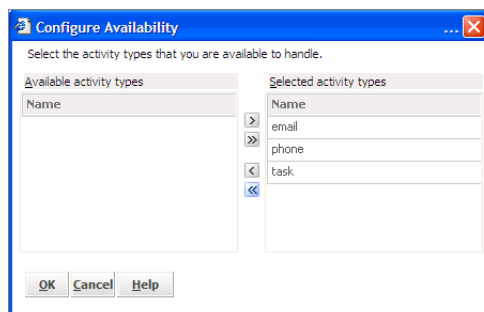 Configure Availability ...
Select the activity types that you are available to handle.
Available activity types
Selected activity types
Name
Name
email
phone
task
>
>>
<
<<
OK Cancel Help